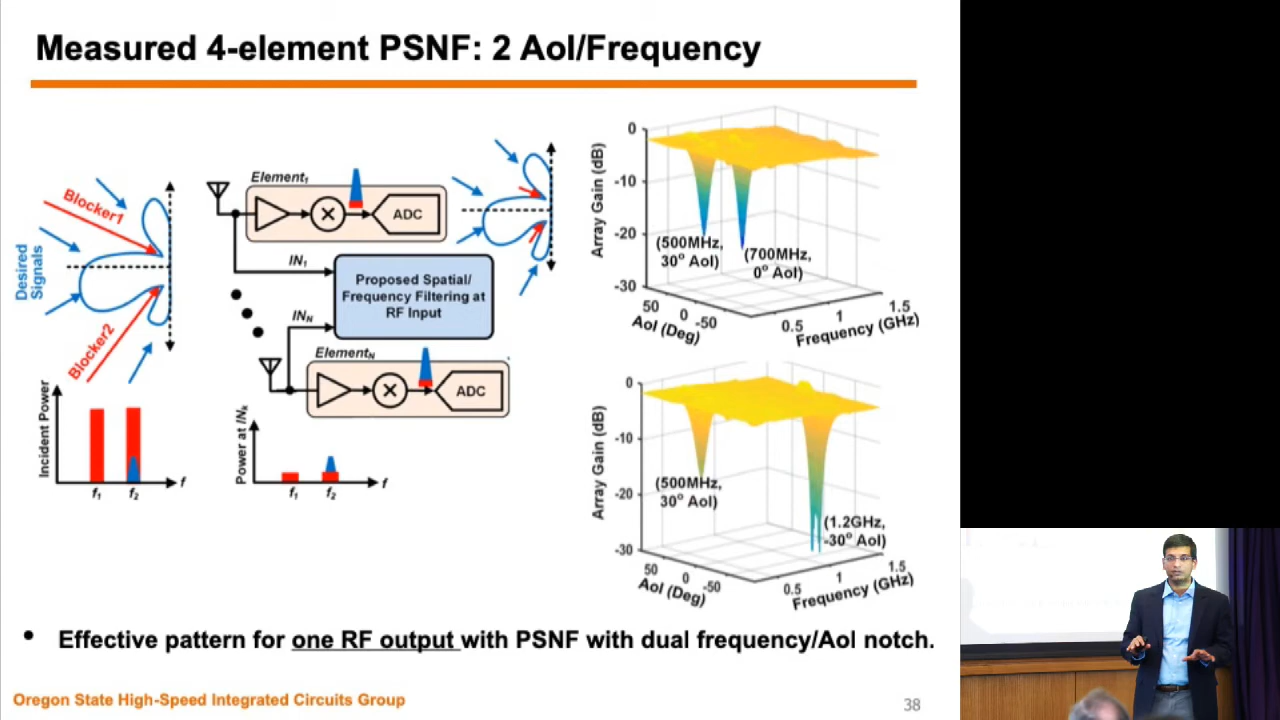 Measured 4-element PSNF: 2 AoI/Frequency
Desired
Signals
Blocker1
Blocker2
Incident Power
f1
f2
f
Element1
ADC
IN1
Proposed Spatial/
Frequency Filtering at
RF Input
INN
ElementN
ADC
Power at INk
f1
f2
f
Array Gain (dB)
0
-10
-20
-30
(500MHz,
30° AoI)
(700MHz,
0° AoI)
50
0
-50
AoI (Deg)
0.5
1
1.5
Frequency (GHz)
Array Gain (dB)
0
-10
-20
-30
(500MHz,
30° AoI)
(1.2GHz,
-30° AoI)
50
0
-50
AoI (Deg)
0.5
1
1.5
Frequency (GHz)
• Effective pattern for one RF output with PSNF with dual frequency/AoI notch.
Oregon State High-Speed Integrated Circuits Group
38